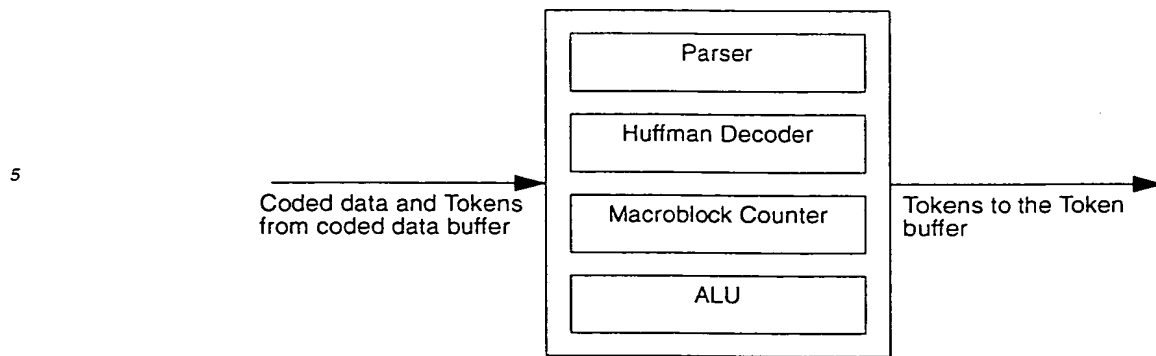 Parser
Huffman Decoder
5
Coded data and Tokens
from coded data buffer
Macroblock Counter
Tokens to the Token
buffer
ALU